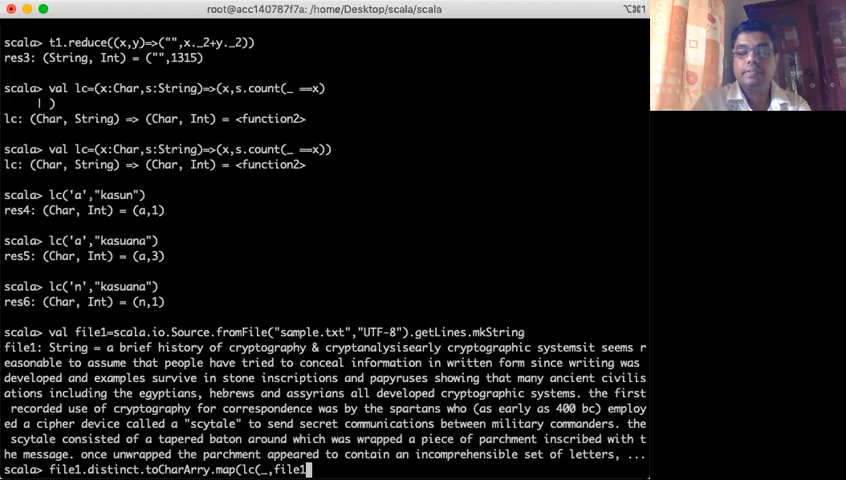 root@acc140787f7a: /home/Desktop/scala/scala
⌥⌘1
scala> t1.reduce((x,y)=>("",x._2+y._2))
res3: (String, Int) = ("",1315)
scala> val lc=(x:Char,s:String)=>(x,s.count(_ ==x)
| )
lc: (Char, String) => (Char, Int) = <function2>
scala> val lc=(x:Char,s:String)=>(x,s.count(_ ==x))
lc: (Char, String) => (Char, Int) = <function2>
scala> lc('a',"kasun")
res4: (Char, Int) = (a,1)
scala> lc('a',"kasuana")
res5: (Char, Int) = (a,3)
scala> lc('n',"kasuana")
res6: (Char, Int) = (n,1)
scala> val file1=scala.io.Source.fromFile("sample.txt","UTF-8").getLines.mkString
file1: String = a brief history of cryptography & cryptanalysisearly cryptographic systemsit seems r
easonable to assume that people have tried to conceal information in written form since writing was
developed and examples survive in stone inscriptions and papyruses showing that many ancient civilis
ations including the egyptians, hebrews and assyrians all developed cryptographic systems. the first
recorded use of cryptography for correspondence was by the spartans who (as early as 400 bc) employ
ed a cipher device called a "scytale" to send secret communications between military commanders. the
scytale consisted of a tapered baton around which was wrapped a piece of parchment inscribed with t
he message. once unwrapped the parchment appeared to contain an incomprehensible set of letters, ...
scala> file1.distinct.toCharArry.map(lc(_,file1